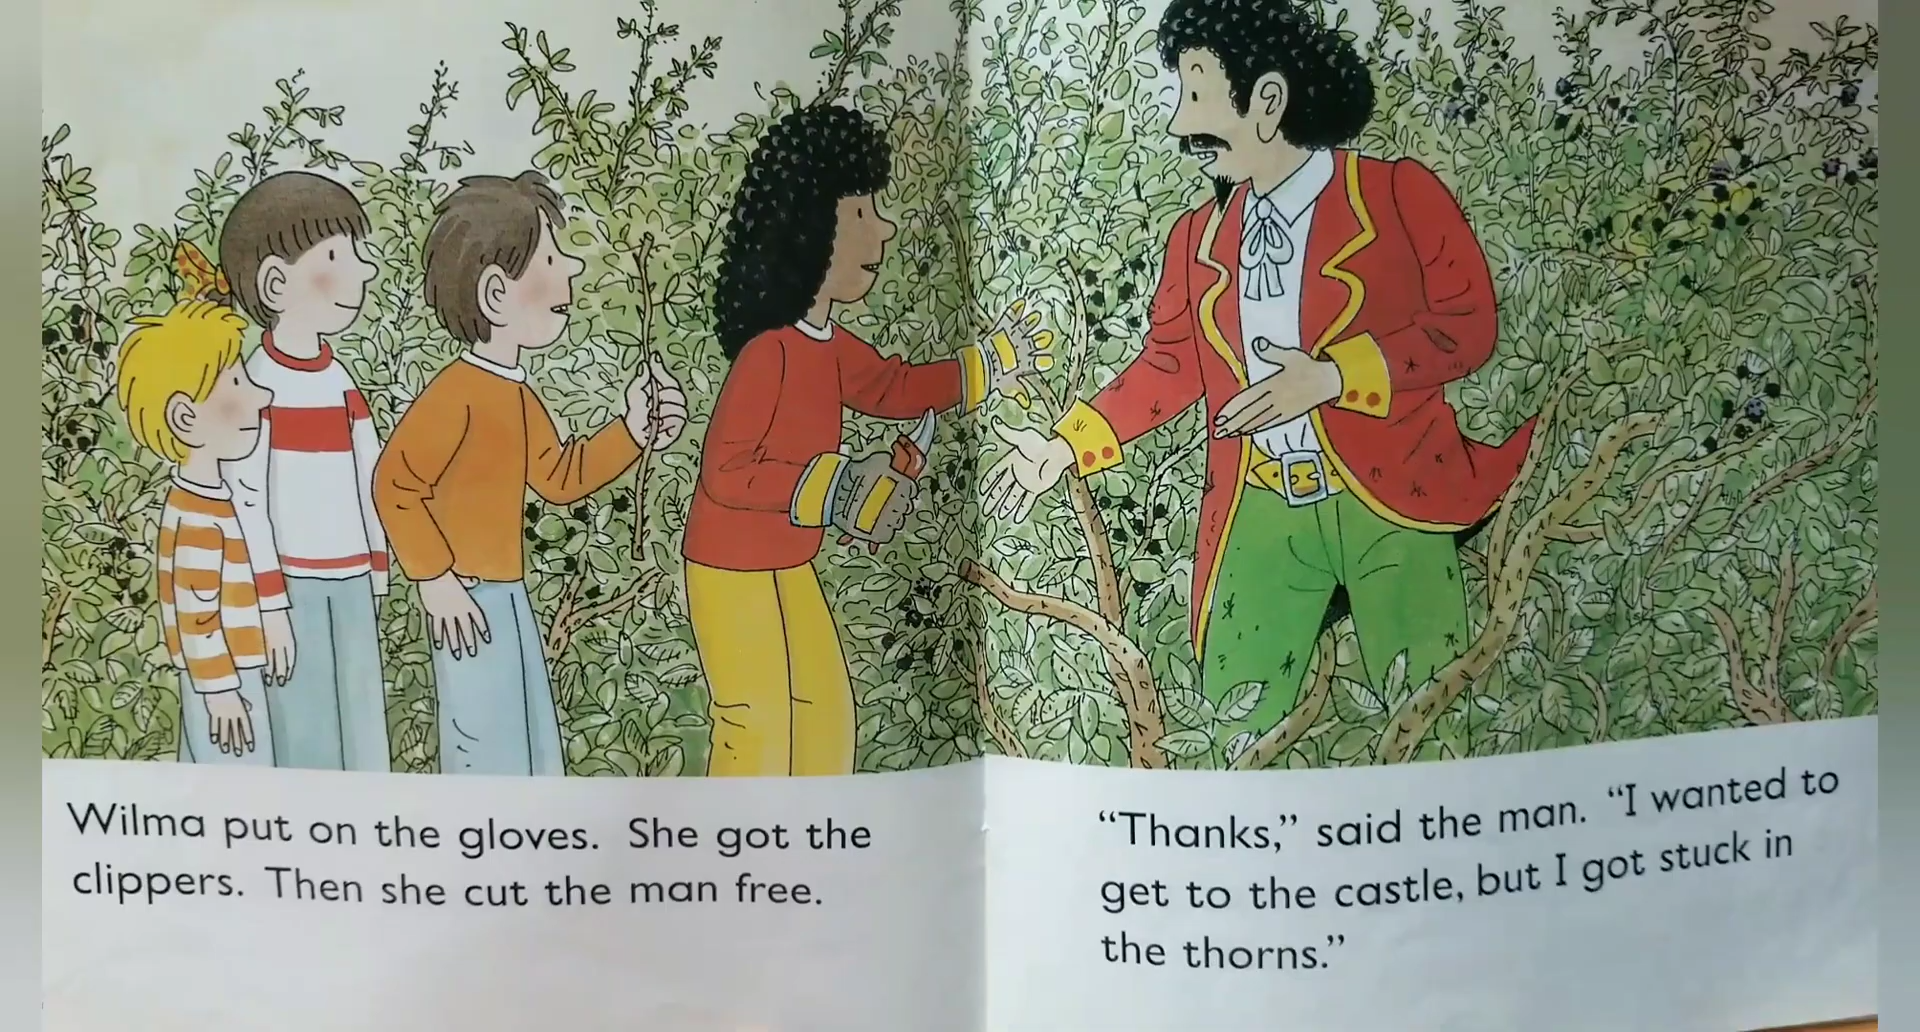 Wilma put on the gloves. She got the
clippers. Then she cut the man free.
“Thanks,” said the man. “I wanted to
get to the castle, but I got stuck in
the thorns.”